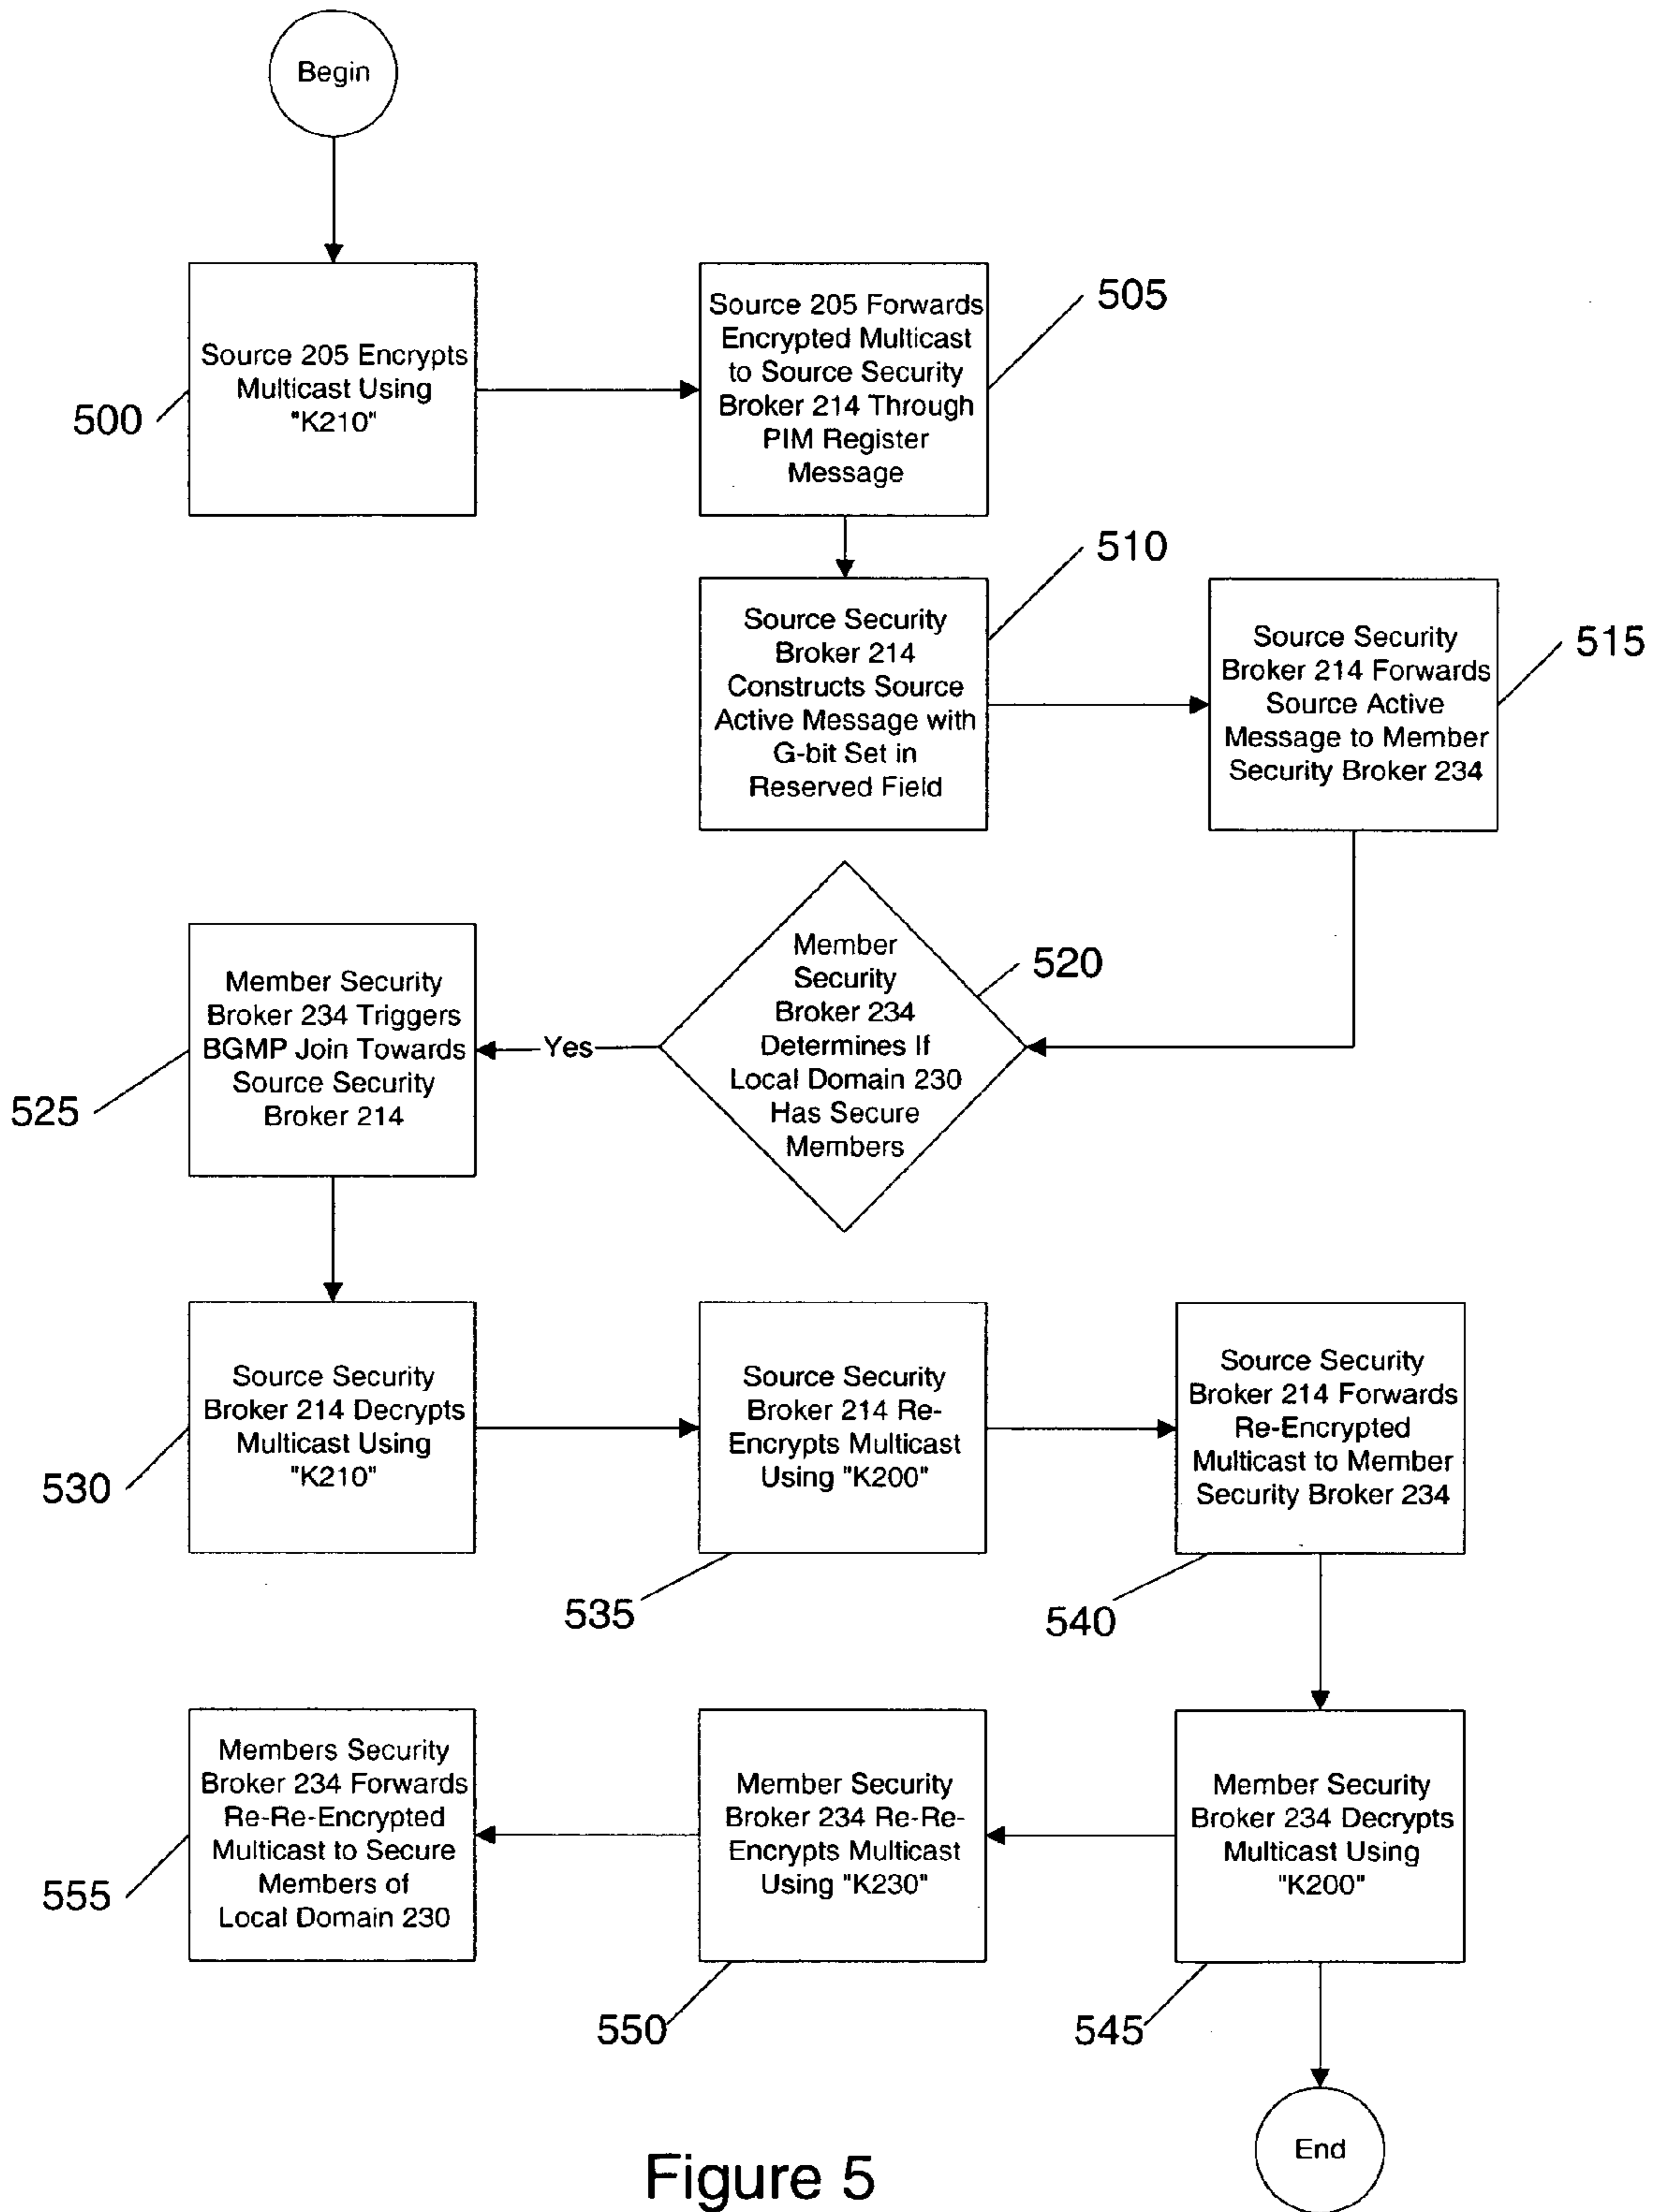 Begin
Source 205 Encrypts
Multicast Using
"K210"
500
Source 205 Forwards
Encrypted Multicast
to Source Security
Broker 214 Through
PIM Register
Message
505
Source Security
Broker 214
Constructs Source
Active Message with
G-bit Set in
Reserved Field
510
Source Security
Broker 214 Forwards
Source Active
Message to Member
Security Broker 234
515
Member
Security
Broker 234
Determines If
Local Domain 230
Has Secure
Members
520
Yes
Member Security
Broker 234 Triggers
BGMP Join Towards
Source Security
Broker 214
525
Source Security
Broker 214 Decrypts
Multicast Using
"K210"
530
Source Security
Broker 214 Re-
Encrypts Multicast
Using "K200"
535
Source Security
Broker 214 Forwards
Re-Encrypted
Multicast to Member
Security Broker 234
540
Member Security
Broker 234 Decrypts
Multicast Using
"K200"
545
Member Security
Broker 234 Re-Re-
Encrypts Multicast
Using "K230"
550
Members Security
Broker 234 Forwards
Re-Re-Encrypted
Multicast to Secure
Members of
Local Domain 230
555
End
Figure 5